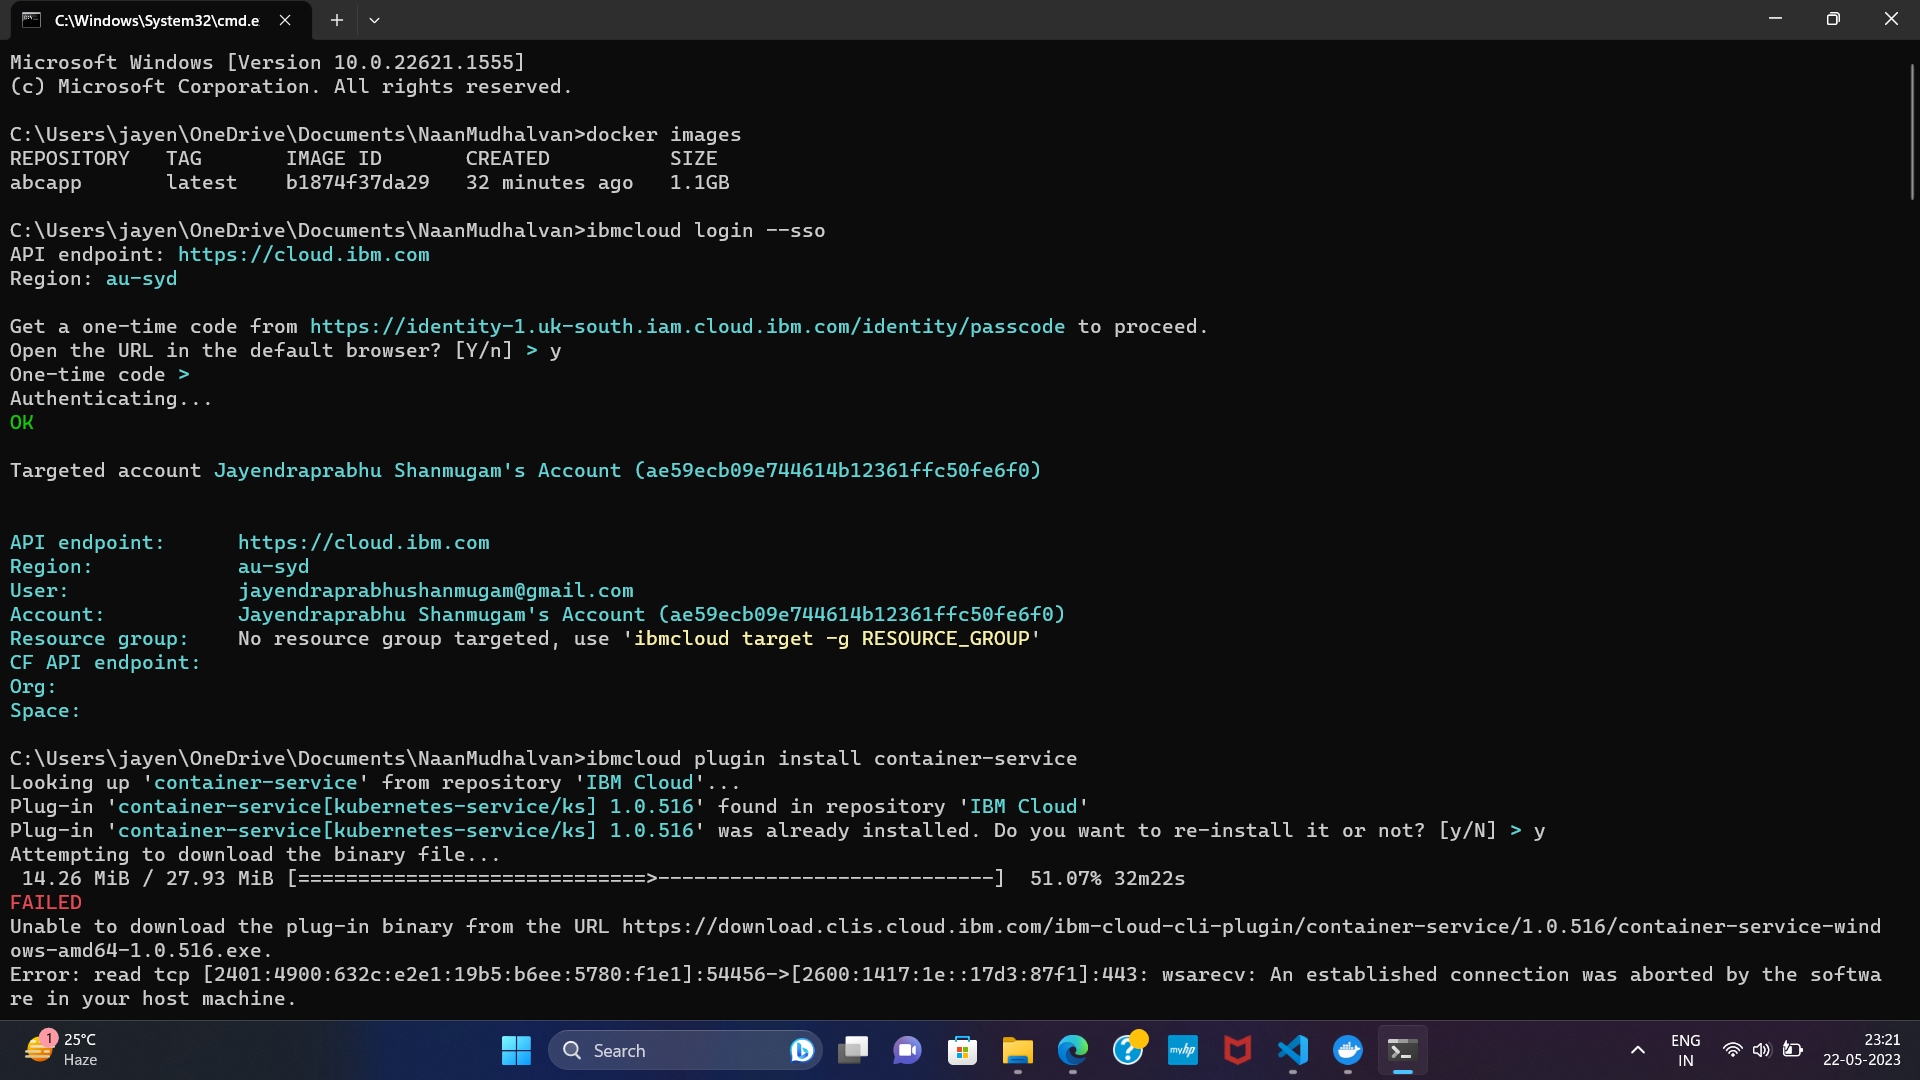 C:\Windows\System32\cmd.e
Microsoft Windows [Version 10.0.22621.1555]
(c) Microsoft Corporation. All rights reserved.
C:\Users\jayen\OneDrive\Documents\NaanMudhalvan>docker images
REPOSITORY   TAG       IMAGE ID       CREATED          SIZE
abcapp       latest    b1874f37da29   32 minutes ago   1.1GB
C:\Users\jayen\OneDrive\Documents\NaanMudhalvan>ibmcloud login --sso
API endpoint: https://cloud.ibm.com
Region: au-syd
Get a one-time code from https://identity-1.uk-south.iam.cloud.ibm.com/identity/passcode to proceed.
Open the URL in the default browser? [Y/n] > y
One-time code >
Authenticating...
OK
Targeted account Jayendraprabhu Shanmugam's Account (ae59ecb09e744614b12361ffc50fe6f0)
API endpoint:      https://cloud.ibm.com
Region:            au-syd
User:              jayendraprabhushanmugam@gmail.com
Account:           Jayendraprabhu Shanmugam's Account (ae59ecb09e744614b12361ffc50fe6f0)
Resource group:    No resource group targeted, use 'ibmcloud target -g RESOURCE_GROUP'
CF API endpoint:
Org:
Space:
C:\Users\jayen\OneDrive\Documents\NaanMudhalvan>ibmcloud plugin install container-service
Looking up 'container-service' from repository 'IBM Cloud'...
Plug-in 'container-service[kubernetes-service/ks] 1.0.516' found in repository 'IBM Cloud'
Plug-in 'container-service[kubernetes-service/ks] 1.0.516' was already installed. Do you want to re-install it or not? [y/N] > y
Attempting to download the binary file...
 14.26 MiB / 27.93 MiB [=============================>----------------------------]  51.07% 32m22s
FAILED
Unable to download the plug-in binary from the URL https://download.clis.cloud.ibm.com/ibm-cloud-cli-plugin/container-service/1.0.516/container-service-wind
ows-amd64-1.0.516.exe.
Error: read tcp [2401:4900:632c:e2e1:19b5:b6ee:5780:f1e1]:54456->[2600:1417:1e::17d3:87f1]:443: wsarecv: An established connection was aborted by the softwa
re in your host machine.
1
25°C
Haze
Search
myhp
ENG
IN
23:21
22-05-2023